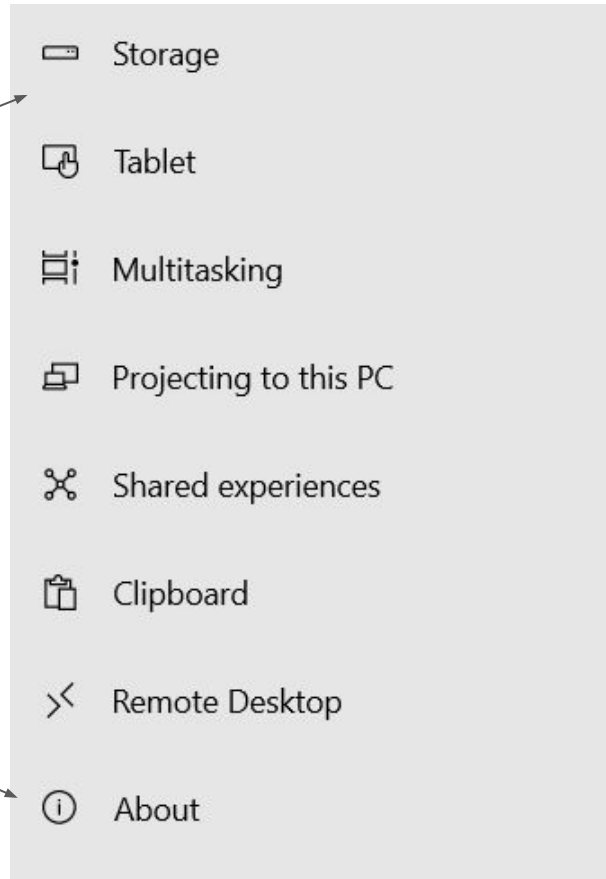 Storage
Tablet
Multitasking
Projecting to this PC
Shared experiences
Clipboard
Remote Desktop
About